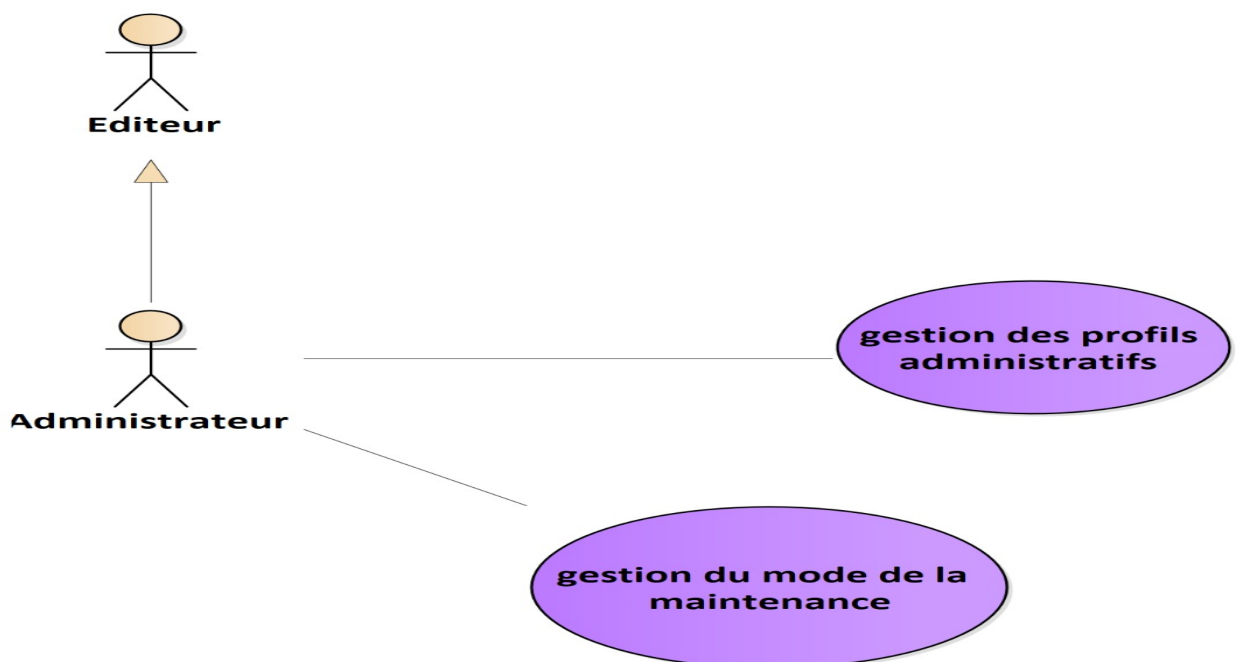 Editeur
Administrateur
gestion des profils
administratifs
gestion du mode de la
maintenance